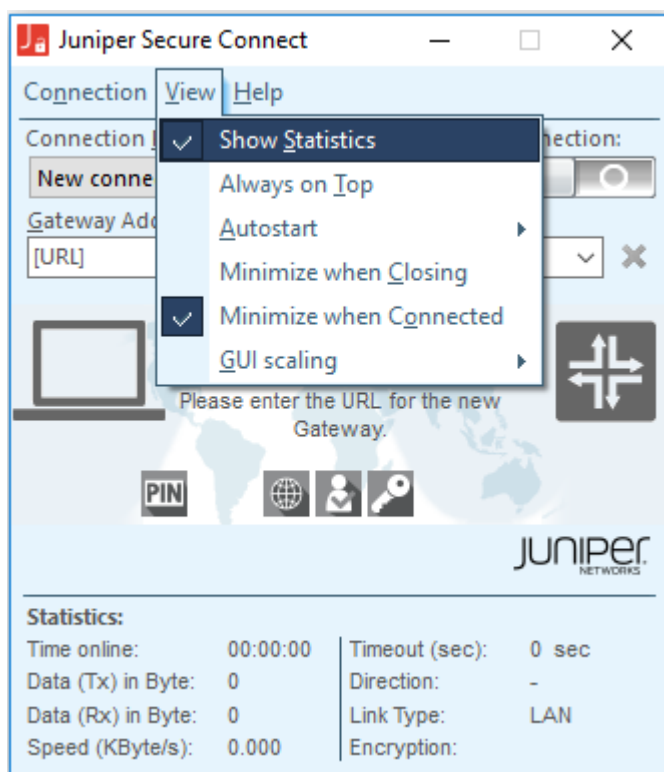 Juniper Secure Connect
Connection View Help
Connection
Show Statistics
nection:
New conne
Always on Top
Gateway Add
Autostart
[URL]
Minimize when Closing
Minimize when Connected
GUI scaling
Please enter the URL for the new
Gateway.
PIN
JUNIPER
NETWORKS
Statistics:
Time online: 00:00:00 Timeout (sec): 0 sec
Data (Tx) in Byte: 0 Direction: -
Data (Rx) in Byte: 0 Link Type: LAN
Speed (KByte/s): 0.000 Encryption: